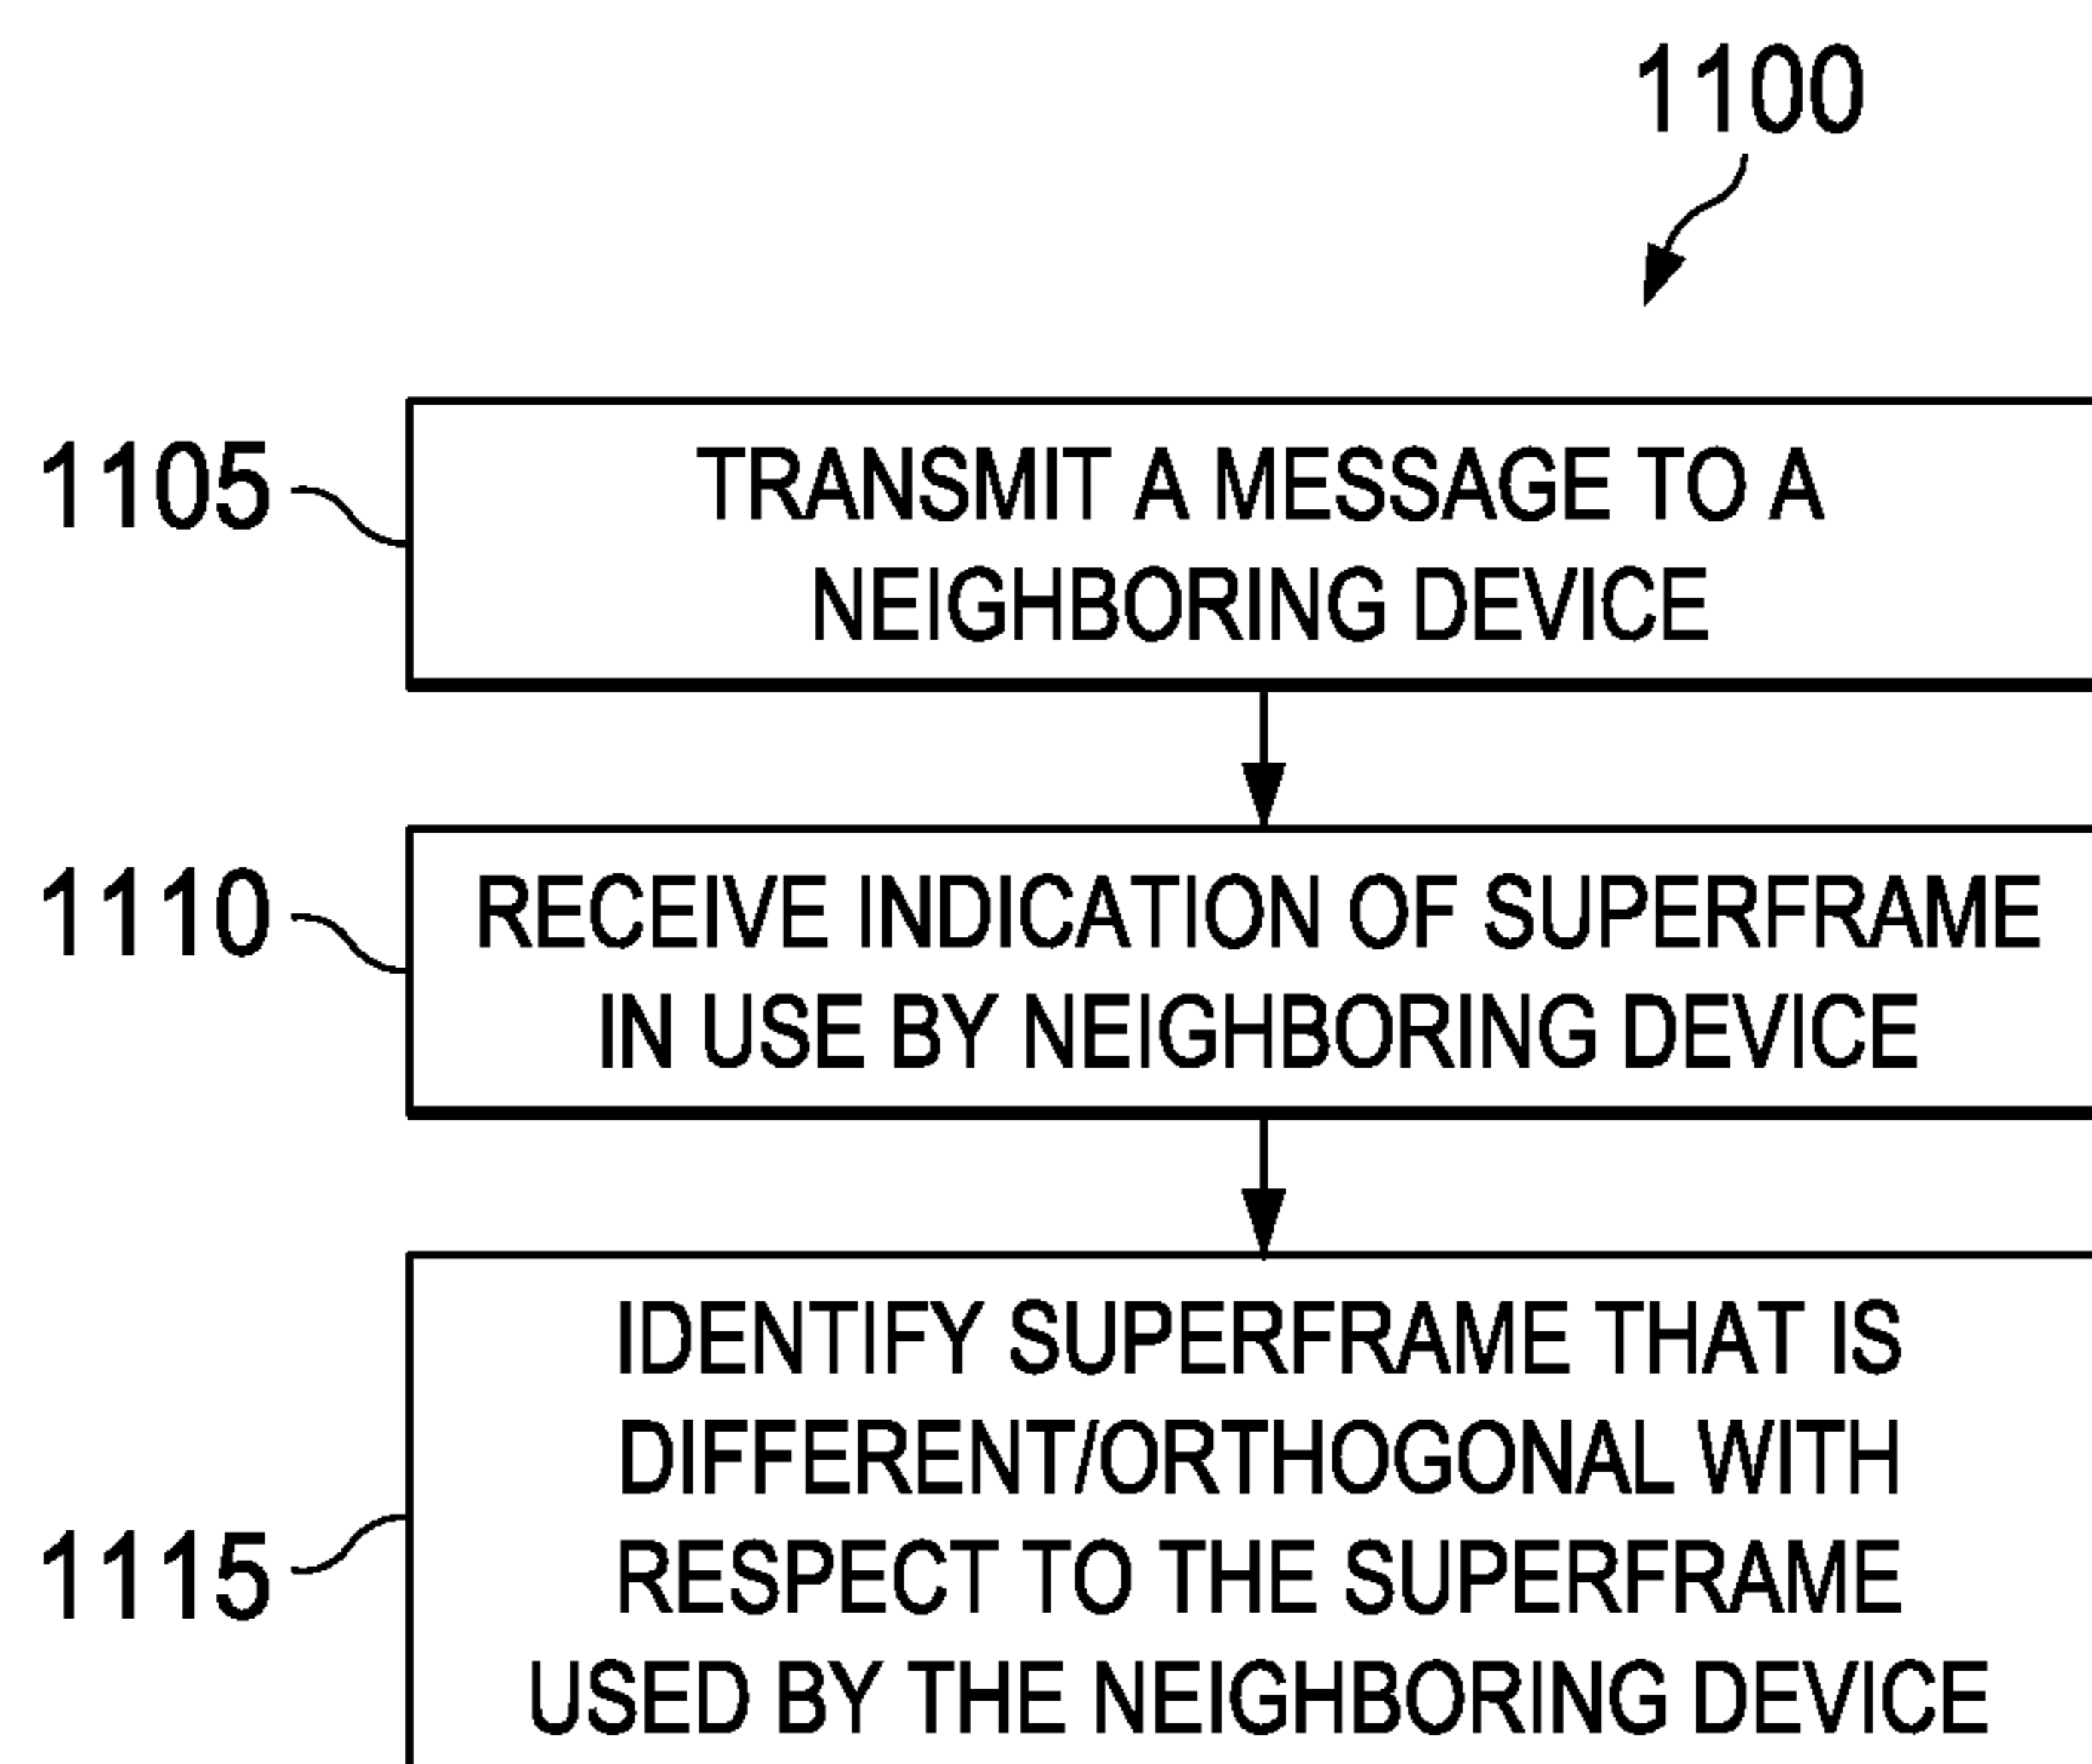 1100
1105
TRANSMIT A MESSAGE TO A
NEIGHBORING DEVICE
1110
RECEIVE INDICATION OF SUPERFRAME
IN USE BY NEIGHBORING DEVICE
1115
IDENTIFY SUPERFRAME THAT IS
DIFFERENT/ORTHOGONAL WITH
RESPECT TO THE SUPERFRAME
USED BY THE NEIGHBORING DEVICE